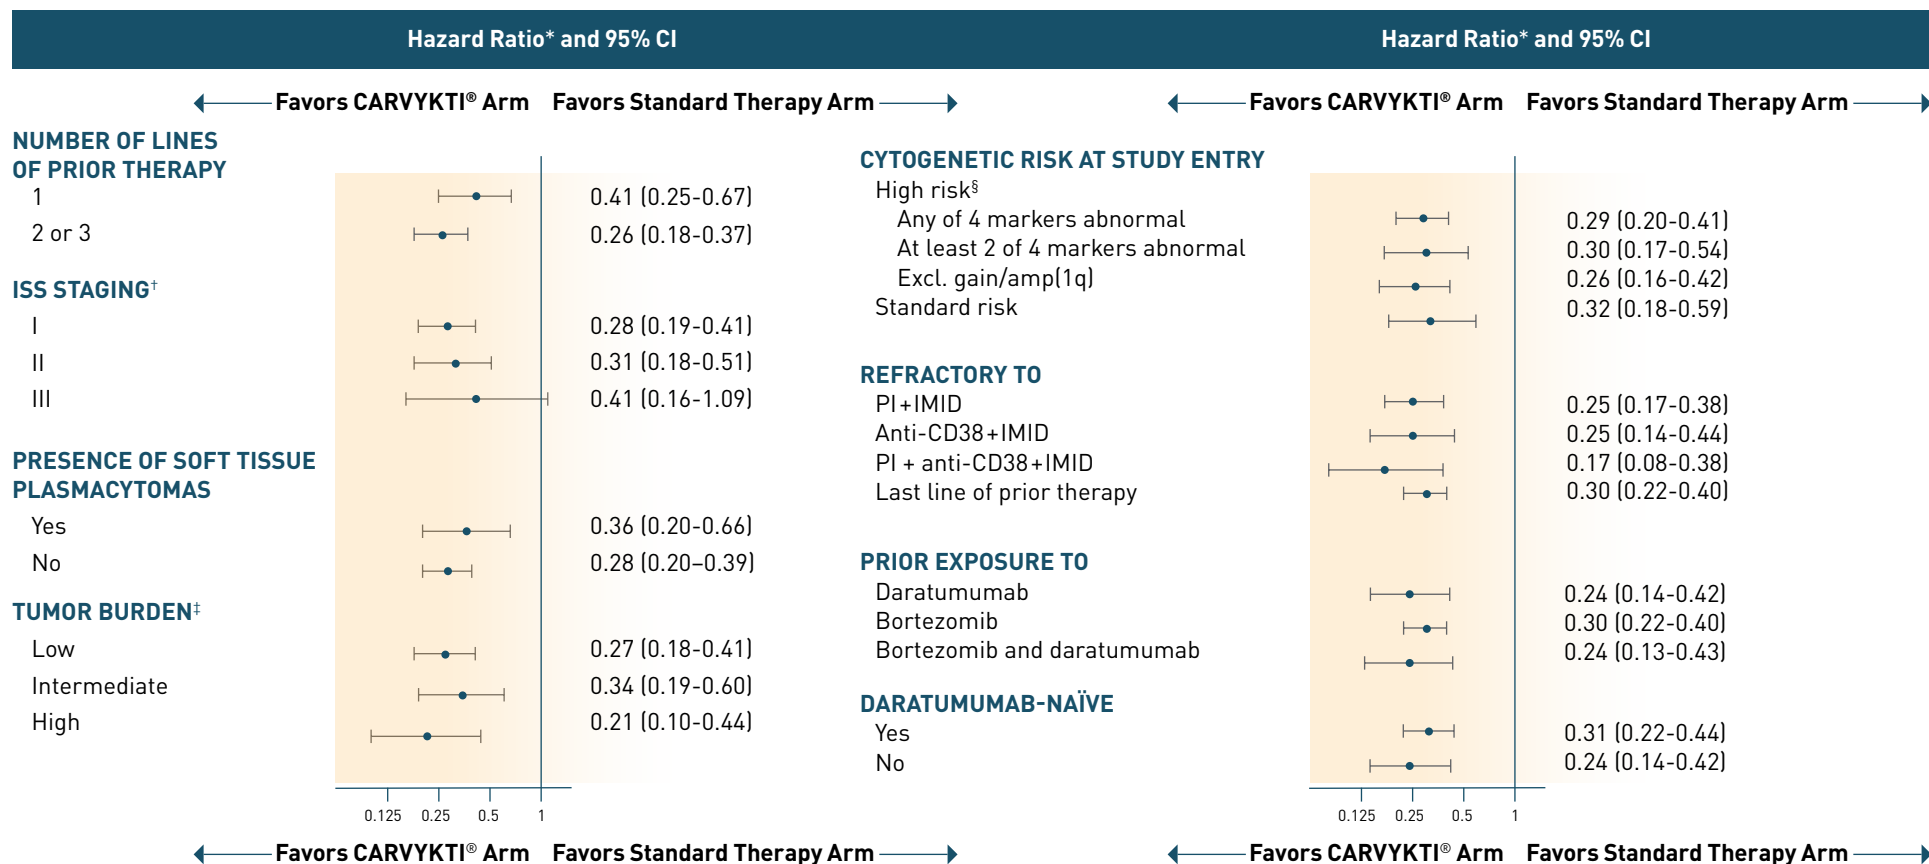 Hazard Ratio* and 95% CI
Hazard Ratio* and 95% CI
Favors CARVYKTI® Arm Favors Standard Therapy Arm
Favors CARVYKTI® Arm Favors Standard Therapy Arm
NUMBER OF LINES
OF PRIOR THERAPY
1 0.41 (0.25-0.67)
2 or 3 0.26 (0.18-0.37)
ISS STAGING†
I 0.28 (0.19-0.41)
II 0.31 (0.18-0.51)
III 0.41 (0.16-1.09)
PRESENCE OF SOFT TISSUE
PLASMACYTOMAS
Yes 0.36 (0.20-0.66)
No 0.28 (0.20–0.39)
TUMOR BURDEN‡
Low 0.27 (0.18-0.41)
Intermediate 0.34 (0.19-0.60)
High 0.21 (0.10-0.44)
0.125 0.25 0.5 1
Favors CARVYKTI® Arm Favors Standard Therapy Arm
CYTOGENETIC RISK AT STUDY ENTRY
High risk§
Any of 4 markers abnormal 0.29 (0.20-0.41)
At least 2 of 4 markers abnormal 0.30 (0.17-0.54)
Excl. gain/amp(1q) 0.26 (0.16-0.42)
Standard risk 0.32 (0.18-0.59)
REFRACTORY TO
PI+IMID 0.25 (0.17-0.38)
Anti-CD38+IMID 0.25 (0.14-0.44)
PI + anti-CD38+IMID 0.17 (0.08-0.38)
Last line of prior therapy 0.30 (0.22-0.40)
PRIOR EXPOSURE TO
Daratumumab 0.24 (0.14-0.42)
Bortezomib 0.30 (0.22-0.40)
Bortezomib and daratumumab 0.24 (0.13-0.43)
DARATUMUMAB-NAÏVE
Yes 0.31 (0.22-0.44)
No 0.24 (0.14-0.42)
0.125 0.25 0.5 1
Favors CARVYKTI® Arm Favors Standard Therapy Arm